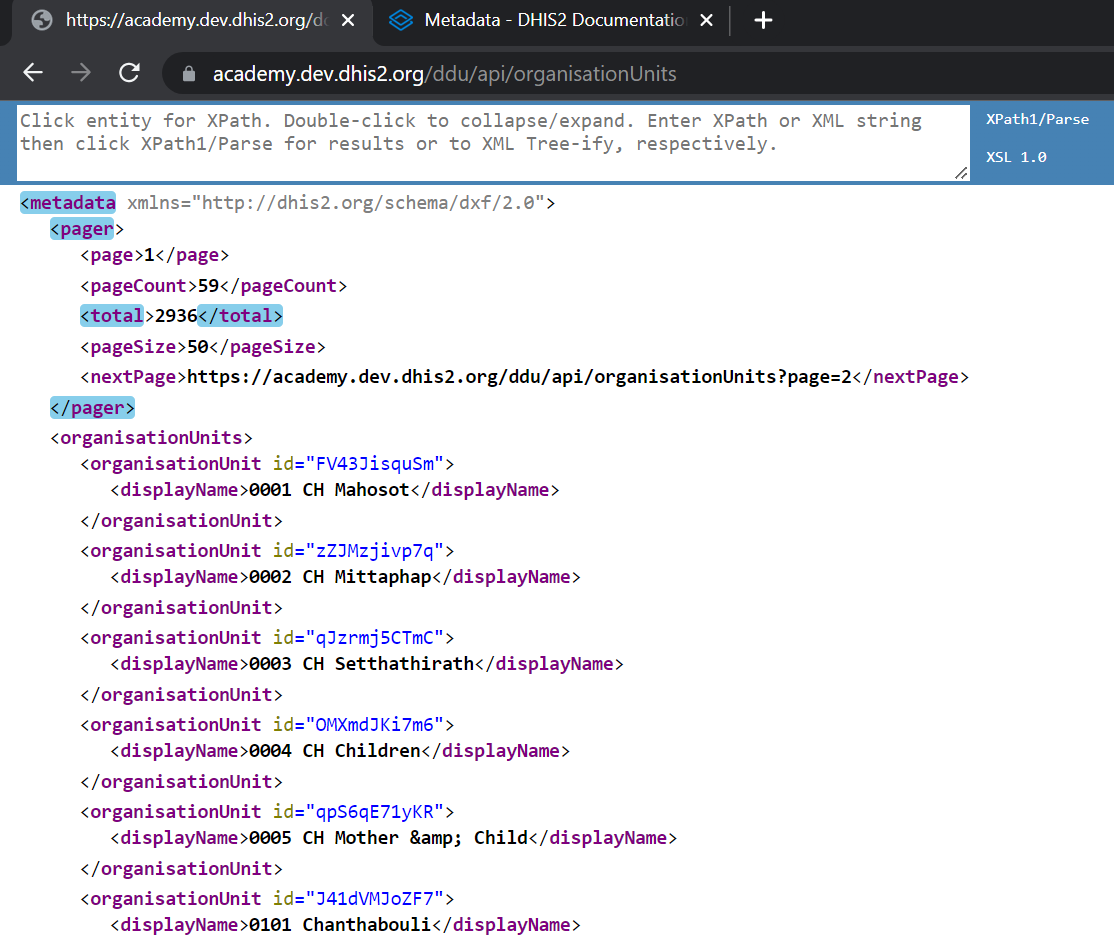 https://academy.dev.dhis2.org/dd
Metadata - DHIS2 Documentatio
academy.dev.dhis2.org/ddu/api/organisationUnits
Click entity for XPath. Double-click to collapse/expand. Enter XPath or XML string
then click XPath1/Parse for results or to XML Tree-ify, respectively.
XPath1/Parse
XSL 1.0
<metadata xmlns="http://dhis2.org/schema/dxf/2.0">
<pager>
<page>1</page>
<pageCount>59</pageCount>
<total>2936</total>
<pageSize>50</pageSize>
<nextPage>https://academy.dev.dhis2.org/ddu/api/organisationUnits?page=2</nextPage>
</pager>
<organisationUnits>
<organisationUnit id="FV43JisquSm">
<displayName>0001 CH Mahosot</displayName>
</organisationUnit>
<organisationUnit id="zZJMzjivp7q">
<displayName>0002 CH Mittaphap</displayName>
</organisationUnit>
<organisationUnit id="qJzrmj5CTmC">
<displayName>0003 CH Setthathirath</displayName>
</organisationUnit>
<organisationUnit id="OMXmdJKi7m6">
<displayName>0004 CH Children</displayName>
</organisationUnit>
<organisationUnit id="qpS6qE71yKR">
<displayName>0005 CH Mother &amp; Child</displayName>
</organisationUnit>
<organisationUnit id="J41dVMJoZF7">
<displayName>0101 Chanthabouli</displayName>